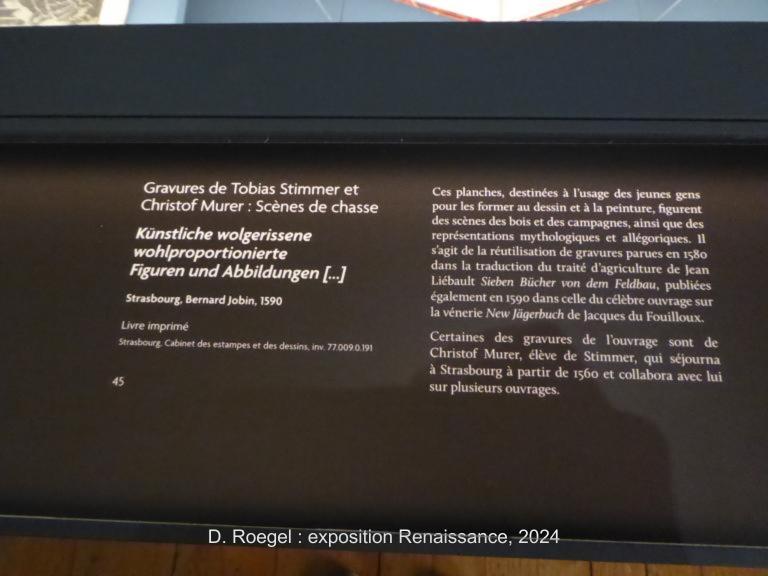 Gravures de Tobias Stimmer et
Christof Murer : Scènes de chasse
Künstliche wolgerissene
wohlproportionierte
Figuren und Abbildungen [...]
Strasbourg, Bernard Jobin, 1590
Livre imprimé
Strasbourg, Cabinet des estampes et des dessins, inv. 77.009.0.191
45
Ces planches, destinées à l'usage des jeunes gens
pour les former au dessin et à la peinture, figurent
des scènes des bois et des campagnes, ainsi que des
représentations mythologiques et allégoriques. Il
s'agit de la réutilisation de gravures parues en 1580
dans la traduction du traité d'agriculture de Jean
Liébault Sieben Bücher von dem Feldbau, publiées
également en 1590 dans celle du célèbre ouvrage sur
la vénerie New Jägerbuch de Jacques du Fouilloux.
Certaines des gravures de l'ouvrage sont de
Christof Murer, élève de Stimmer, qui séjourna
à Strasbourg à partir de 1560 et collabora avec lui
sur plusieurs ouvrages.
D. Roegel : exposition Renaissance, 2024